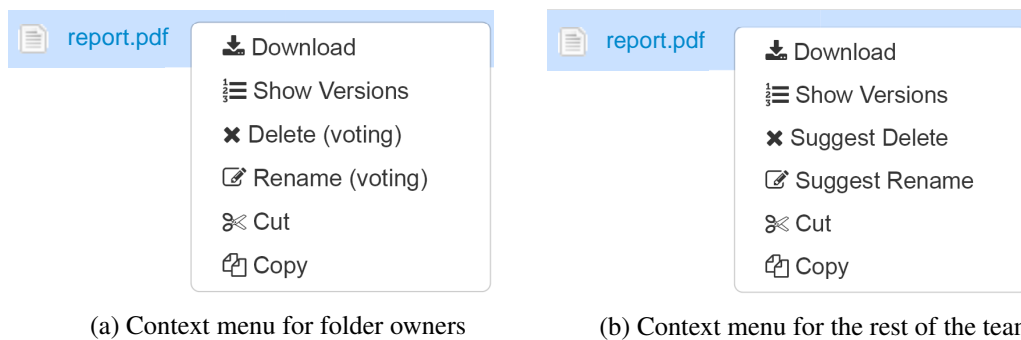 report.pdf
Download
Show Versions
Delete (voting)
Rename (voting)
Cut
Copy
(a) Context menu for folder owners
report.pdf
Download
Show Versions
Suggest Delete
Suggest Rename
Cut
Copy
(b) Context menu for the rest of the